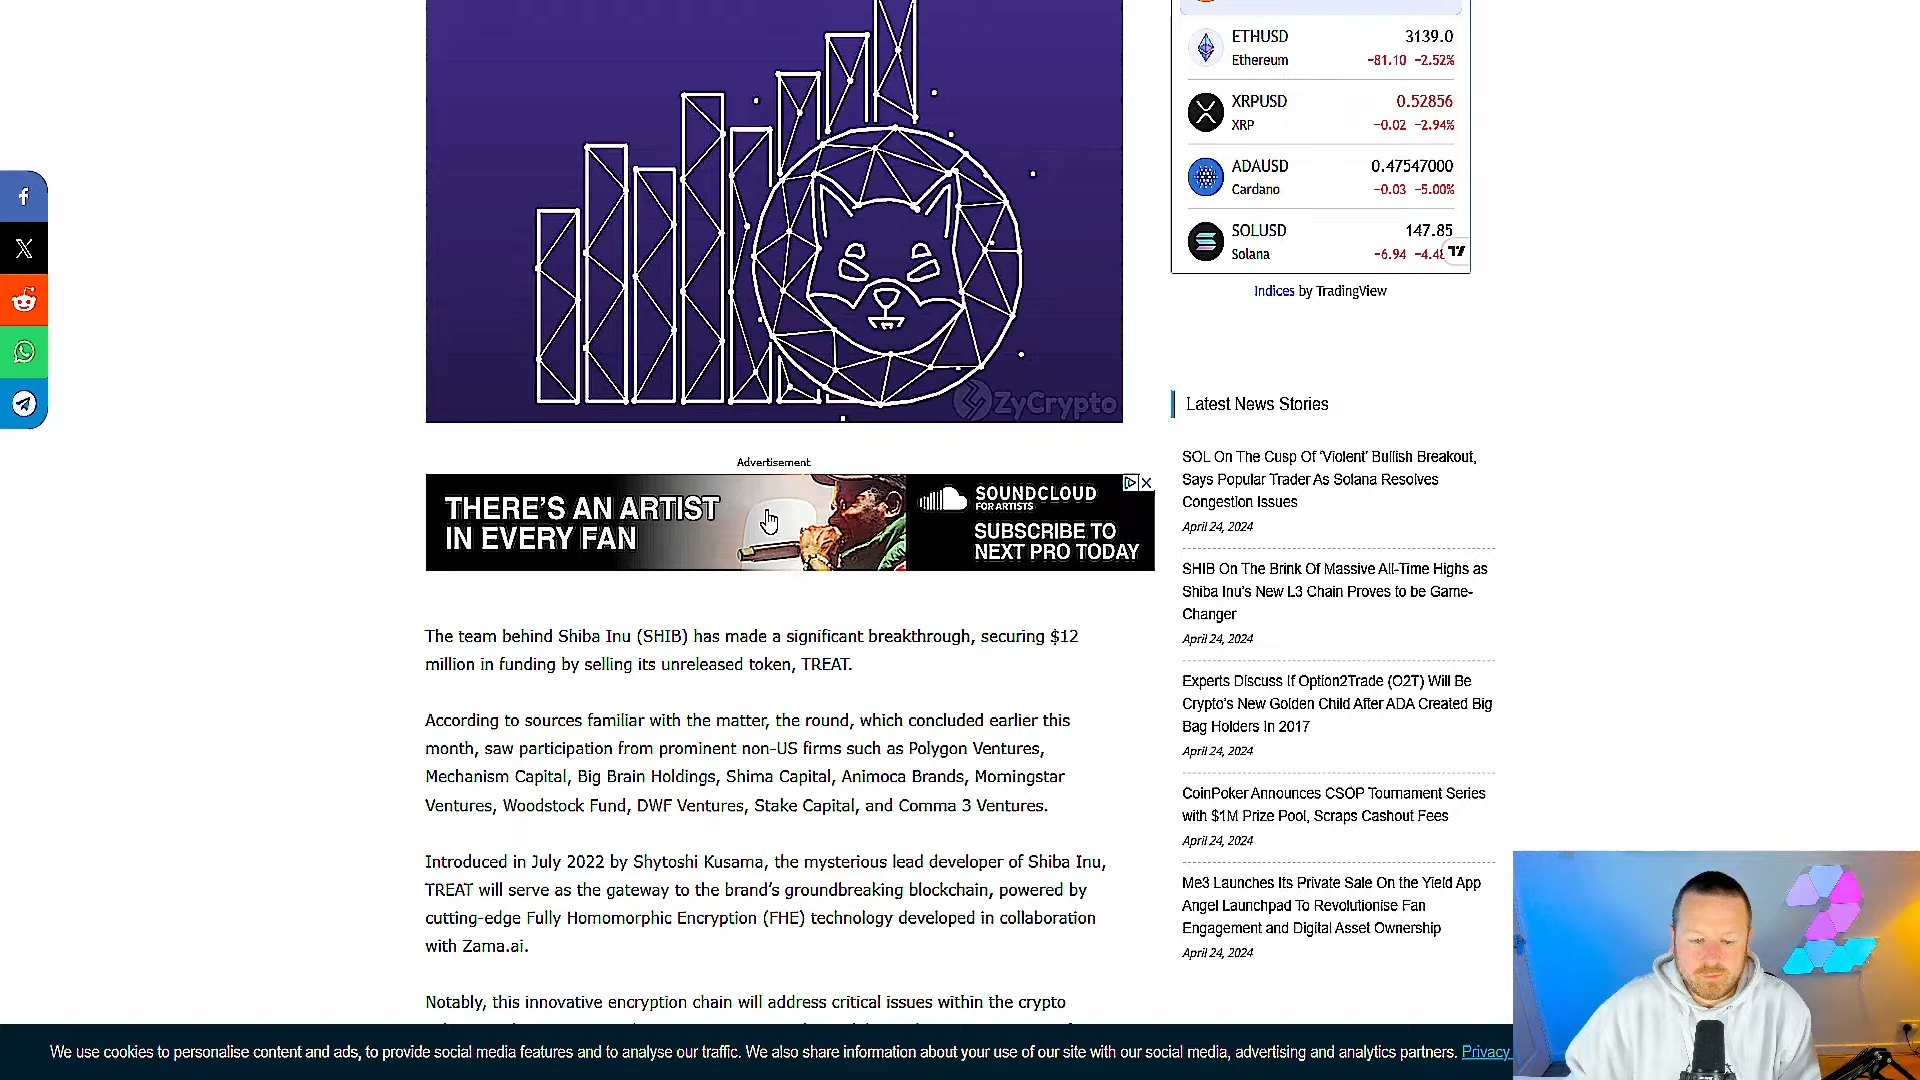 ZyCrypto
Advertisement
THERE'S AN ARTIST
IN EVERY FAN
SOUNDCLOUD
FOR ARTISTS
SUBSCRIBE TO
NEXT PRO TODAY
The team behind Shiba Inu (SHIB) has made a significant breakthrough, securing $12
million in funding by selling its unreleased token, TREAT.
According to sources familiar with the matter, the round, which concluded earlier this
month, saw participation from prominent non-US firms such as Polygon Ventures,
Mechanism Capital, Big Brain Holdings, Shima Capital, Animoca Brands, Morningstar
Ventures, Woodstock Fund, DWF Ventures, Stake Capital, and Comma 3 Ventures.
Introduced in July 2022 by Shytoshi Kusama, the mysterious lead developer of Shiba Inu,
TREAT will serve as the gateway to the brand's groundbreaking blockchain, powered by
cutting-edge Fully Homomorphic Encryption (FHE) technology developed in collaboration
with Zama.ai.
Notably, this innovative encryption chain will address critical issues within the crypto
ETHUSD 3139.0
Ethereum -81.10 -2.52%
XRPUSD 0.52856
XRP -0.02 -2.94%
ADAUSD 0.47547000
Cardano -0.03 -5.00%
SOLUSD 147.85
Solana -6.94
Indices by TradingView
Latest News Stories
SOL On The Cusp Of 'Violent' Bullish Breakout,
Says Popular Trader As Solana Resolves
Congestion Issues
April 24, 2024
SHIB On The Brink Of Massive All-Time Highs as
Shiba Inu's New L3 Chain Proves to be Game-
Changer
April 24, 2024
Experts Discuss If Option2Trade (O2T) Will Be
Crypto's New Golden Child After ADA Created Big
Bag Holders In 2017
April 24, 2024
CoinPoker Announces CSOP Tournament Series
with $1M Prize Pool, Scraps Cashout Fees
April 24, 2024
Me3 Launches Its Private Sale On the Yield App
Angel Launchpad To Revolutionise Fan
Engagement and Digital Asset Ownership
April 24, 2024
We use cookies to personalise content and ads, to provide social media features and to analyse our traffic. We also share information about your use of our site with our social media, advertising and analytics partners. Privacy